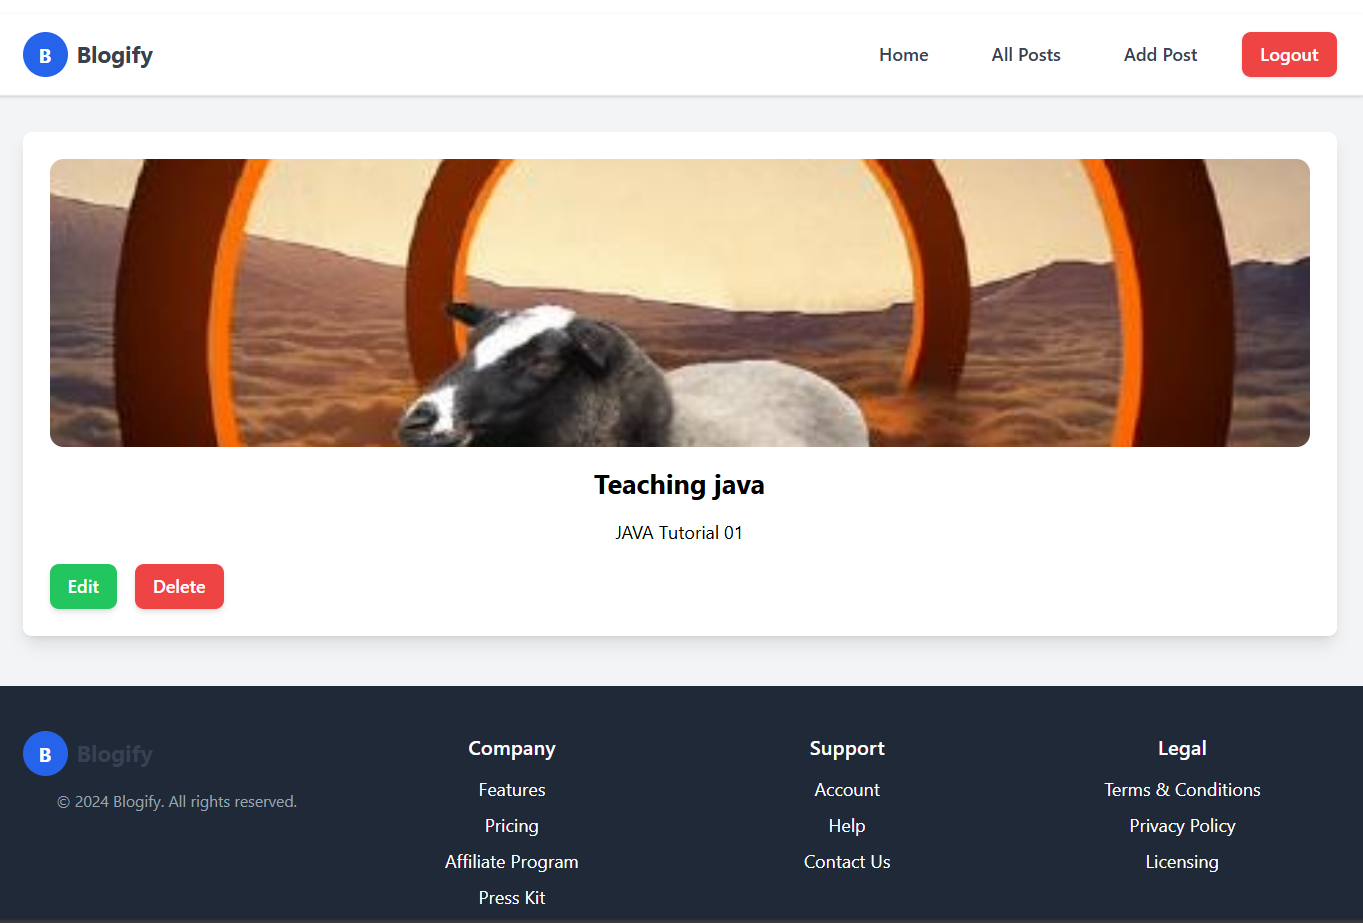 B Blogify Home All Posts Add Post Logout
Teaching java
JAVA Tutorial 01
Edit Delete
B Blogify
© 2024 Blogify. All rights reserved.
Company
Features
Pricing
Affiliate Program
Press Kit
Support
Account
Help
Contact Us
Legal
Terms & Conditions
Privacy Policy
Licensing